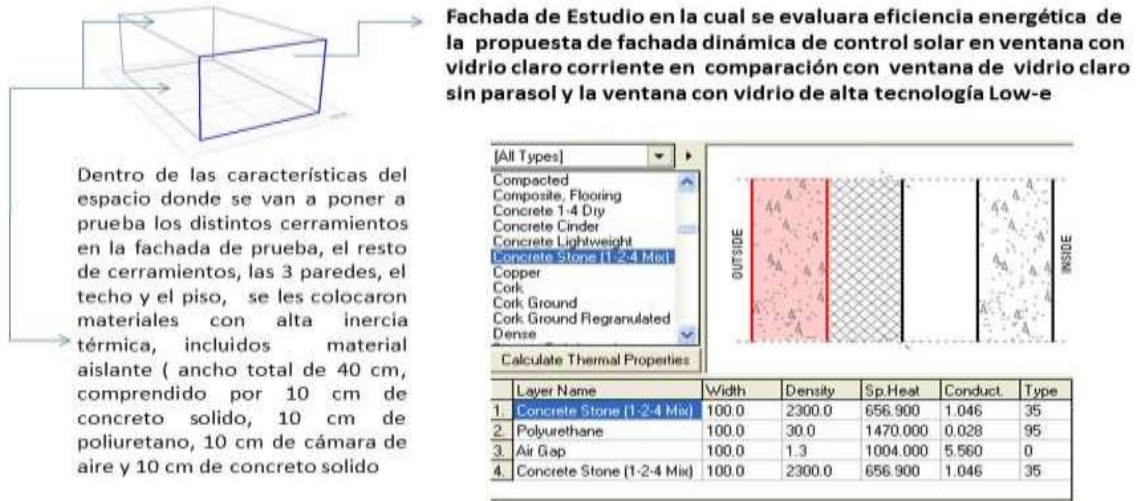 Fachada de Estudio en la cual se evaluara eficiencia energética de
la propuesta de fachada dinámica de control solar en ventana con
vidrio claro corriente en comparación con ventana de vidrio claro
sin parasol y la ventana con vidrio de alta tecnología Low-e
Dentro de las características del
espacio donde se van a poner a
prueba los distintos cerramientos
en la fachada de prueba, el resto
de cerramientos, las 3 paredes, el
techo y el piso, se les colocaron
materiales con alta inercia
térmica, incluidos material
aislante ( ancho total de 40 cm,
comprendido por 10 cm de
concreto solido, 10 cm de
poliuretano, 10 cm de cámara de
aire y 10 cm de concreto solido
[All Types]
Compacted
Composite, Flooring
Concrete 1-4 Dry
Concrete Cinder
Concrete Lightweight
Concrete Stone (1-2-4 Mix)
Copper
Cork
Cork Ground
Cork Ground Regranulated
Dense
Calculate Thermal Properties
OUTSIDE
INSIDE
Layer Name Width Density Sp.Heat Conduct. Type
1. Concrete Stone (1-2-4 Mix) 100.0 2300.0 656.900 1.046 35
2. Polyurethane 100.0 30.0 1470.000 0.028 95
3. Air Gap 100.0 1.3 1004.000 5.560 0
4. Concrete Stone (1-2-4 Mix) 100.0 2300.0 656.900 1.046 35